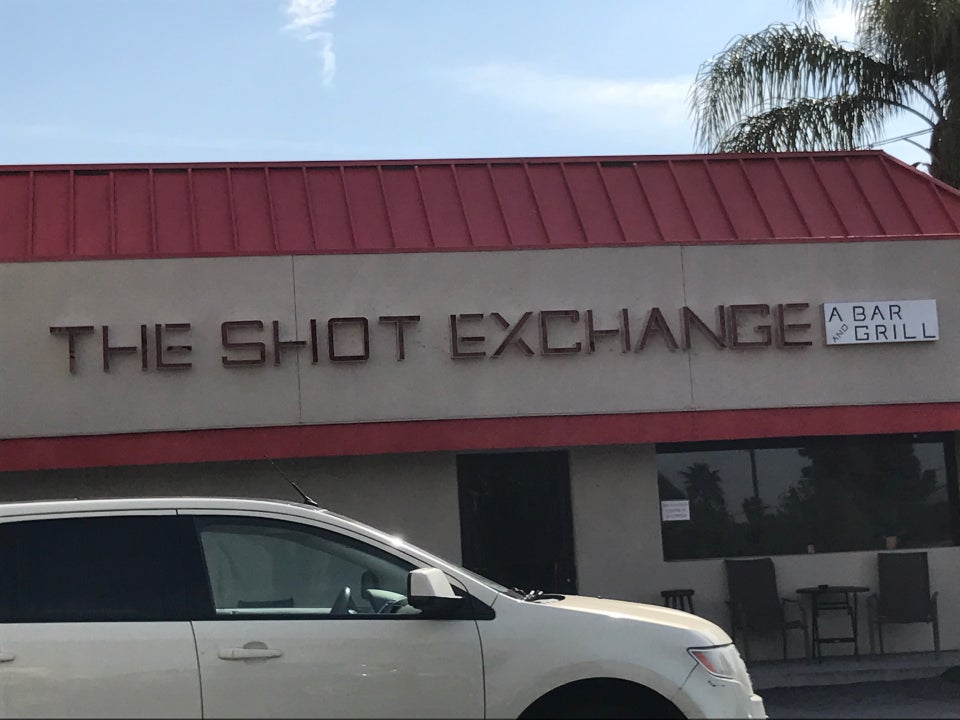 THE SHOT EXCHANGE
A BAR
AND GRILL